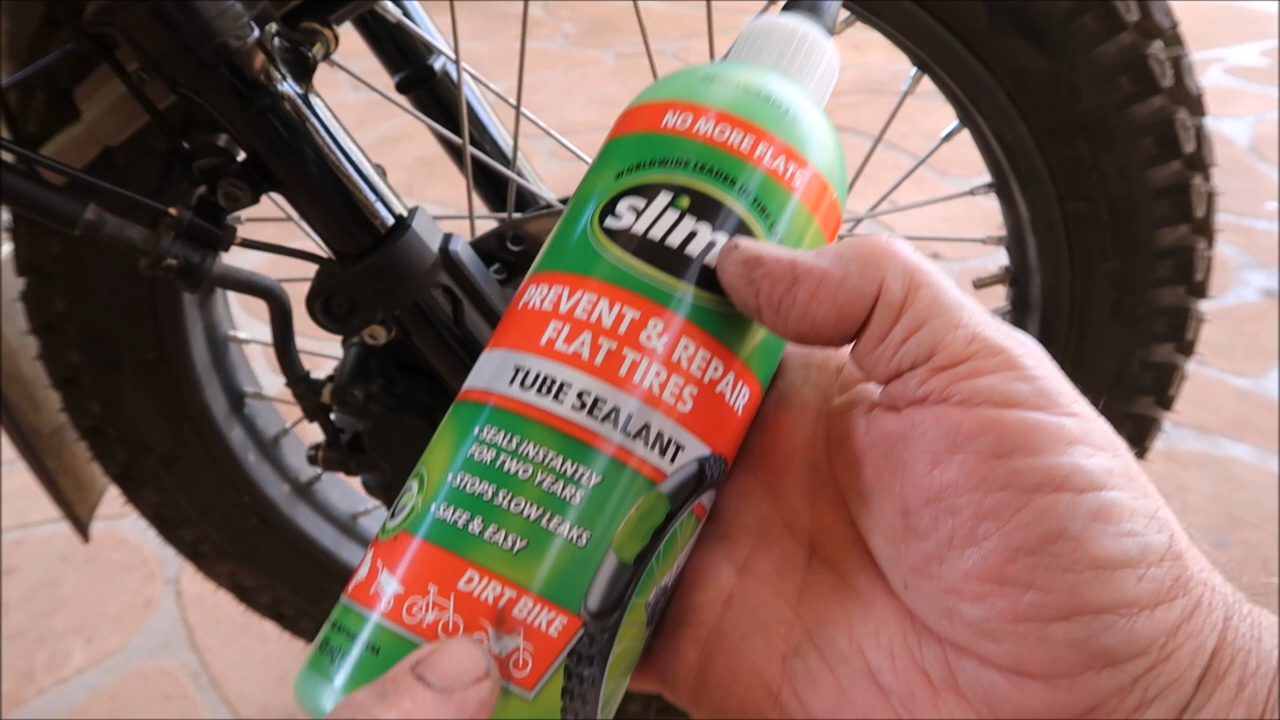 NO MORE FLATS
WORLDWIDE LEADER IN TIRE
slim
PREVENT & REPAIR
FLAT TIRES
TUBE SEALANT
• SEALS INSTANTLY
FOR TWO YEARS
• STOPS SLOW LEAKS
• SAFE & EASY
DIRT BIKE